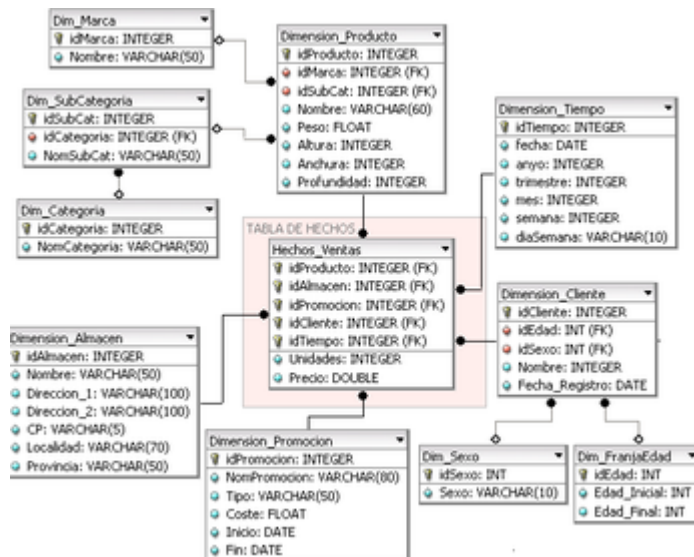 Dim_Marca
idMarca: INTEGER
Nombre: VARCHAR(50)
Dimension_Producto
idProducto: INTEGER
idMarca: INTEGER (FK)
idSubCat: INTEGER (FK)
Nombre: VARCHAR(60)
Peso: FLOAT
Altura: INTEGER
Anchura: INTEGER
Profundidad: INTEGER
Dim_SubCategoria
idSubCat: INTEGER
idCategoria: INTEGER (FK)
NomSubCat: VARCHAR(50)
Dimension_Tiempo
idTiempo: INTEGER
fecha: DATE
anyo: INTEGER
trimestre: INTEGER
mes: INTEGER
semana: INTEGER
diaSemana: VARCHAR(10)
Dim_Categoria
idCategoria: INTEGER
NomCategoria: VARCHAR(50)
TABLA DE HECHOS
Hechos_Ventas
idProducto: INTEGER (FK)
idAlmacen: INTEGER (FK)
idPromocion: INTEGER (FK)
idCliente: INTEGER (FK)
idTiempo: INTEGER (FK)
Unidades: INTEGER
Precio: DOUBLE
Dimension_Cliente
idCliente: INTEGER
idEdad: INT (FK)
idSexo: INT (FK)
Nombre: INTEGER
Fecha_Registro: DATE
Dimension_Almacen
idAlmacen: INTEGER
Nombre: VARCHAR(50)
Direccion_1: VARCHAR(100)
Direccion_2: VARCHAR(100)
CP: VARCHAR(5)
Localidad: VARCHAR(70)
Provincia: VARCHAR(50)
Dimension_Promocion
idPromocion: INTEGER
NomPromocion: VARCHAR(80)
Tipo: VARCHAR(50)
Coste: FLOAT
Inicio: DATE
Fin: DATE
Dim_Sexo
idSexo: INT
Sexo: VARCHAR(10)
Dim_FranjaEdad
idEdad: INT
Edad_Inicial: INT
Edad_Final: INT